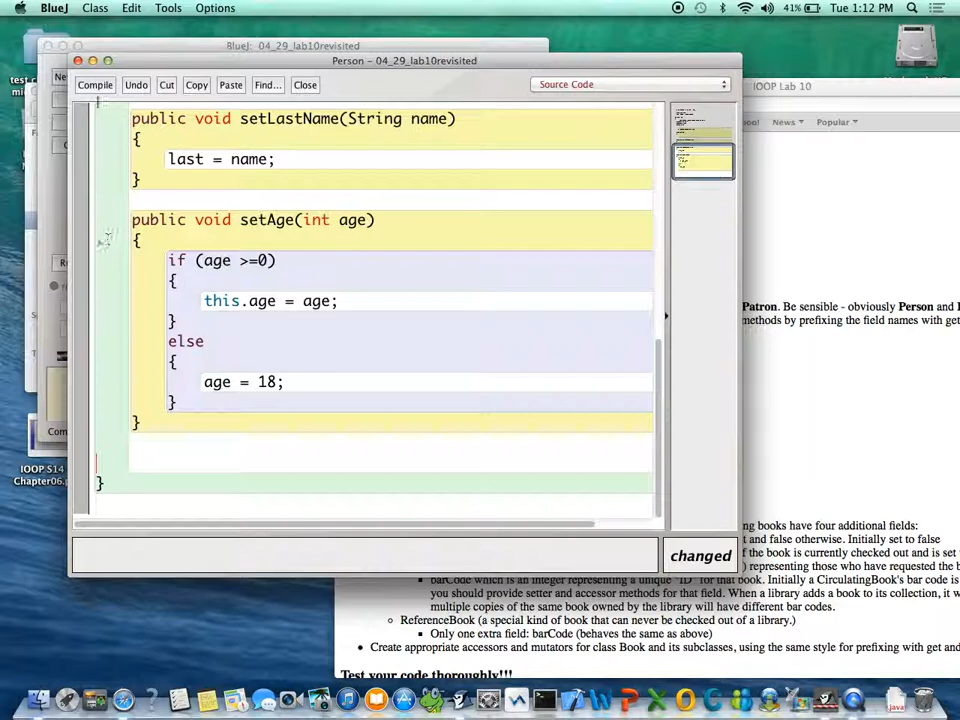 BlueJ Class Edit Tools Options 41% Tue 1:12 PM
BlueJ: 04_29_lab10revisited
Person - 04_29_lab10revisited
Compile Undo Cut Copy Paste Find... Close Source Code
IOOP Lab 10
News Popular
public void setLastName(String name)
{
last = name;
}
public void setAge(int age)
{
if (age >=0)
{
this.age = age;
}
else
{
age = 18;
}
}
}
changed
IOOP S14
Chapter06.
Patron. Be sensible - obviously Person and
methods by prefixing the field names with get
ng books have four additional fields:
t and false otherwise. Initially set to false
f the book is currently checked out and is set
) representing those who have requested the b
barCode which is an integer representing a unique "ID" for that book. Initially a CirculatingBook's bar code is
you should provide setter and accessor methods for that field. When a library adds a book to its collection, it w
multiple copies of the same book owned by the library will have different bar codes.
ReferenceBook (a special kind of book that can never be checked out of a library.)
Only one extra field: barCode (behaves the same as above)
Create appropriate accessors and mutators for class Book and its subclasses, using the same style for prefixing with get and
Test your code thoroughly!!!